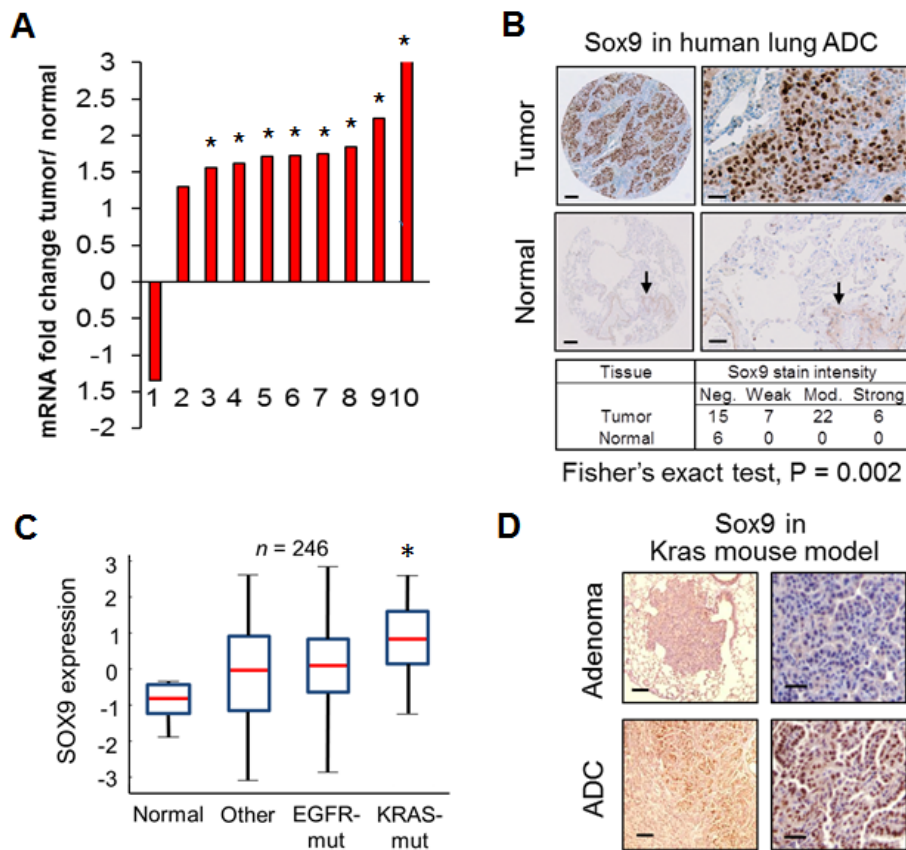 A
mRNA fold change tumor/ normal
3
2.5
2
1.5
1
0.5
0
0.5
-1
1.5
-2
* * * * * * * *
1 2 3 4 5 6 7 8 9 10
B
Sox9 in human lung ADC
Tumor
Normal
Tissue Sox9 stain intensity
Neg. Weak Mod. Strong
Tumor 15 7 22 6
Normal 6 0 0 0
Fisher's exact test, P = 0.002
C
n = 246
*
SOX9 expression
3
2
1
0
-1
-2
-3
Normal Other EGFR- KRAS-
mut mut
D
Sox9 in
Kras mouse model
Adenoma
ADC